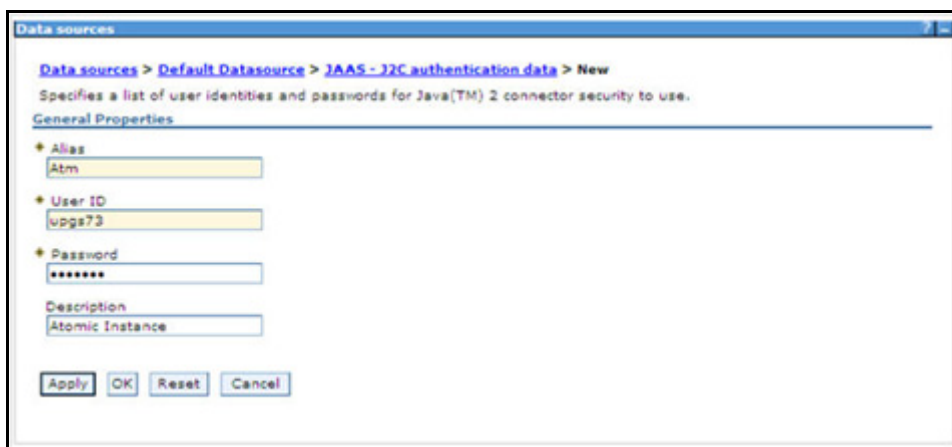 Data sources ? –
Data sources > Default Datasource > JAAS - J2C authentication data > New
Specifies a list of user identities and passwords for Java(TM) 2 connector security to use.
General Properties
Alias
Atm
User ID
upgs73
Password
•••••••
Description
Atomic Instance
Apply OK Reset Cancel